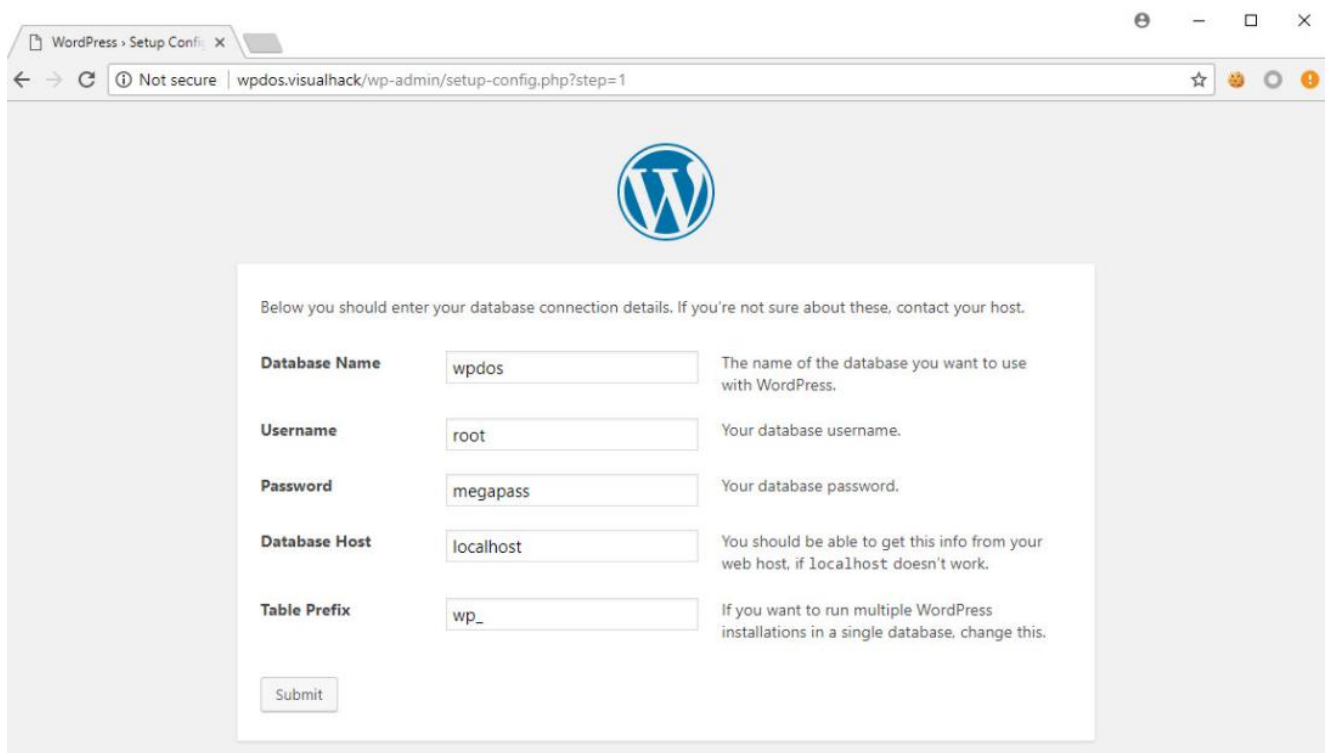 WordPress › Setup Config
Not secure | wpdos.visualhack/wp-admin/setup-config.php?step=1
Below you should enter your database connection details. If you're not sure about these, contact your host.
Database Name
wpdos
The name of the database you want to use
with WordPress.
Username
root
Your database username.
Password
megapass
Your database password.
Database Host
localhost
You should be able to get this info from your
web host, if localhost doesn't work.
Table Prefix
wp_
If you want to run multiple WordPress
installations in a single database, change this.
Submit